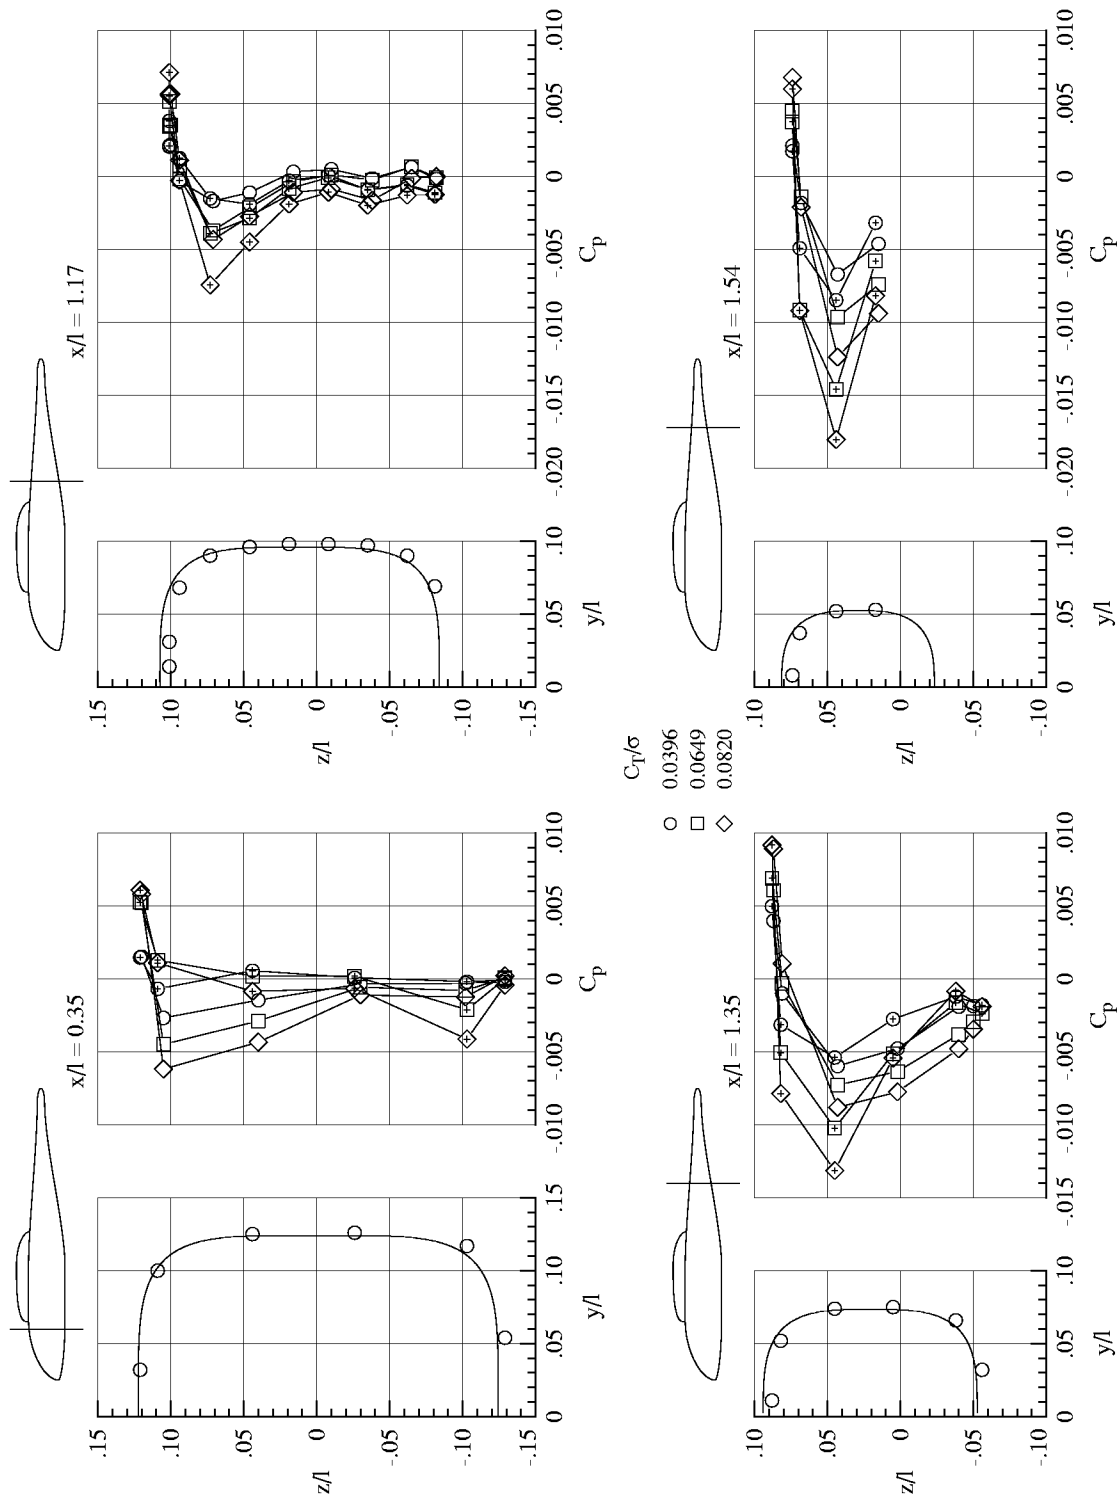 x/l = 0.35
.15
.10
.05
z/l
0
-.05
-.10
-.15
0 .05 .10 .15
y/l
-.010 -.005 0 .005 .010
Cp
x/l = 1.17
.15
.10
.05
z/l
0
-.05
-.10
-.15
0 .05 .10
y/l
-.020 -.015 -.010 -.005 0 .005 .010
Cp
CT/σ
0.0396
0.0649
0.0820
x/l = 1.35
.10
.05
z/l
0
-.05
-.10
0 .05 .10
y/l
-.015 -.010 -.005 0 .005 .010
Cp
x/l = 1.54
.10
.05
z/l
0
-.05
-.10
0 .05 .10
y/l
-.020 -.015 -.010 -.005 0 .005 .010
Cp